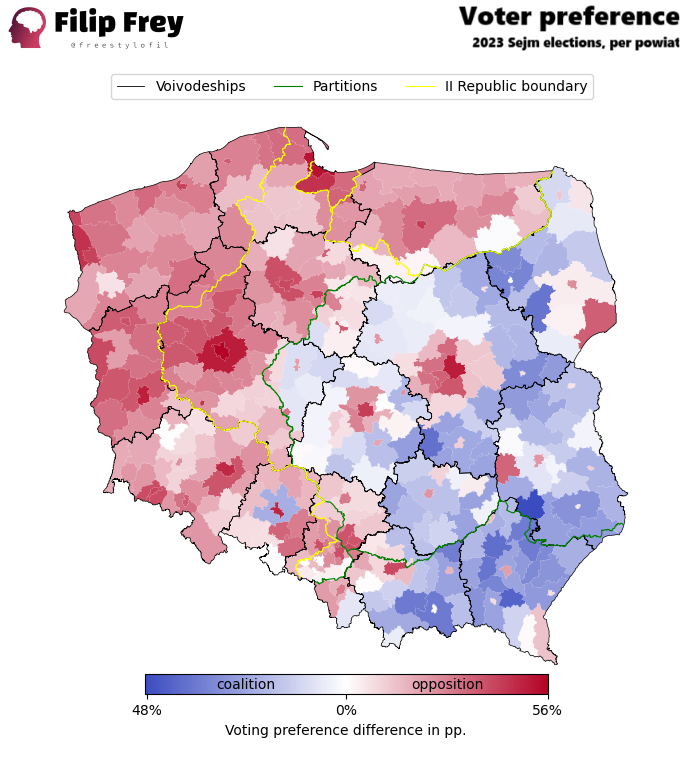 Filip Frey
@freestylofil
Voter preference
2023 Sejm elections, per powiat
Voivodeships
Partitions
II Republic boundary
coalition
opposition
48%
0%
56%
Voting preference difference in pp.